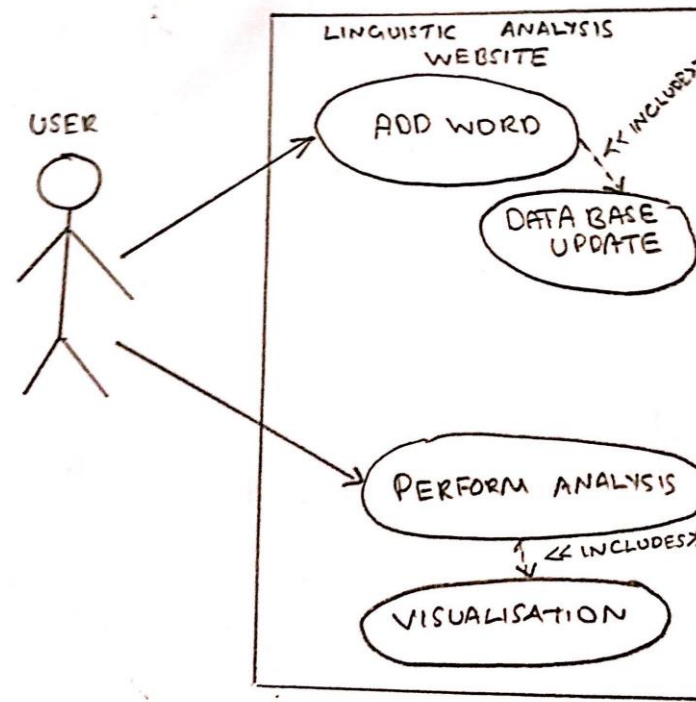 LINGUISTIC ANALYSIS
WEBSITE
USER
ADD WORD
<< INCLUDES>
DATA BASE
UPDATE
PERFORM ANALYSIS
<< INCLUDES>
VISUALISATION